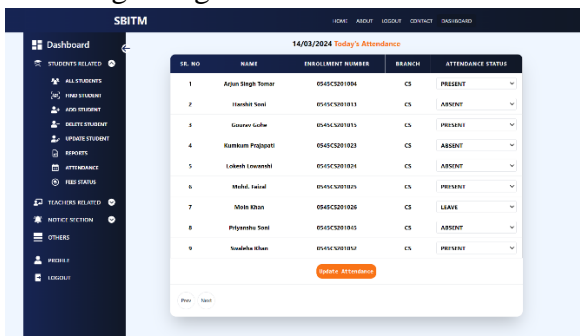 SBITM
HOME ABOUT LOGOUT CONTACT DASHBOARD
Dashboard
14/03/2024 Today's Attendance
STUDENTS RELATED
ALL STUDENTS
FIND STUDENT
ADD STUDENT
DELETE STUDENT
UPDATE STUDENT
REPORTS
ATTENDANCE
FEES STATUS
TEACHERS RELATED
NOTICE SECTION
OTHERS
PROFILE
LOGOUT
SR. NO NAME ENROLLMENT NUMBER BRANCH ATTENDANCE STATUS
1 Arjun Singh Tomar 0545CS201004 CS PRESENT
2 Harshit Soni 0545CS201011 CS ABSENT
3 Gourav Gohe 0545CS201015 CS PRESENT
4 Kumkum Prajapati 0545CS201023 CS ABSENT
5 Lokesh Lowanshi 0545CS201024 CS ABSENT
6 Mohd. Faizal 0545CS201025 CS PRESENT
7 Moin Khan 0545CS201026 CS LEAVE
8 Priyanshu Soni 0545CS201045 CS ABSENT
9 Swaleha Khan 0545CS201052 CS PRESENT
Update Attendance
Prev Next